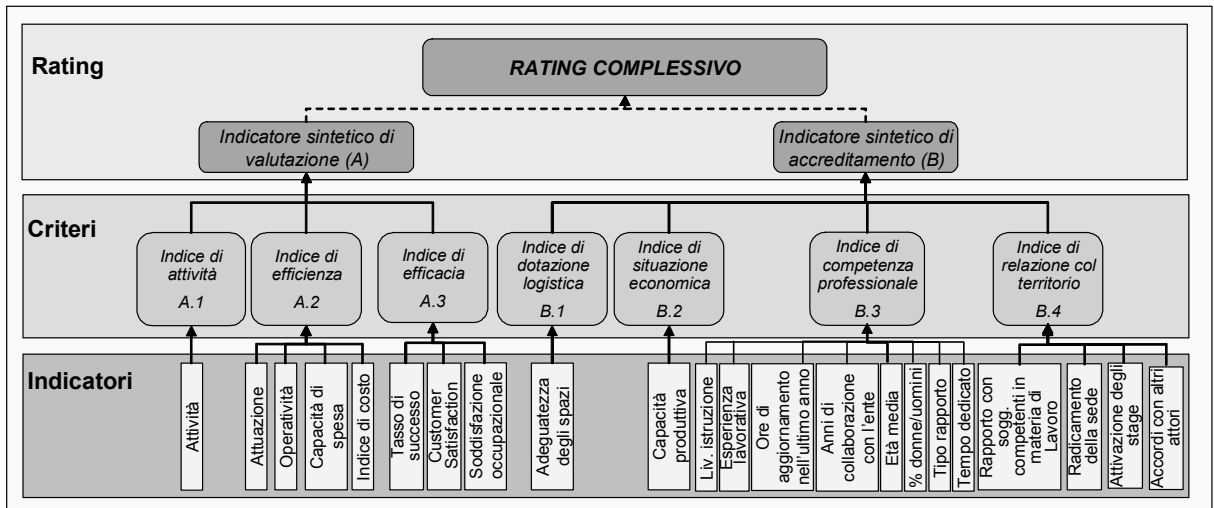 Rating
RATING COMPLESSIVO
Indicatore sintetico di
valutazione (A)
Indicatore sintetico di
accreditamento (B)
Criteri
Indice di
attività
A.1
Indice di
efficienza
A.2
Indice di
efficacia
A.3
Indice di
dotazione
logistica
B.1
Indice di
situazione
economica
B.2
Indice di
competenza
professionale
B.3
Indice di
relazione col
territorio
B.4
Indicatori
Attività
Attuazione
Operatività
Capacità di
spesa
Indice di costo
Tasso di
successo
Customer
Satisfaction
Soddisfazione
occupazionale
Adeguatezza
degli spazi
Capacità
produttiva
Liv. istruzione
Esperienza
lavorativa
Ore di
aggiornamento
nell'ultimo anno
Anni di
collaborazione
con l'ente
Età media
% donne/uomini
Tipo rapporto
Tempo dedicato
Rapporto con
sogg.
competenti in
materia di
Lavoro
Radicamento
della sede
Attivazione degli
stage
Accordi con altri
attori